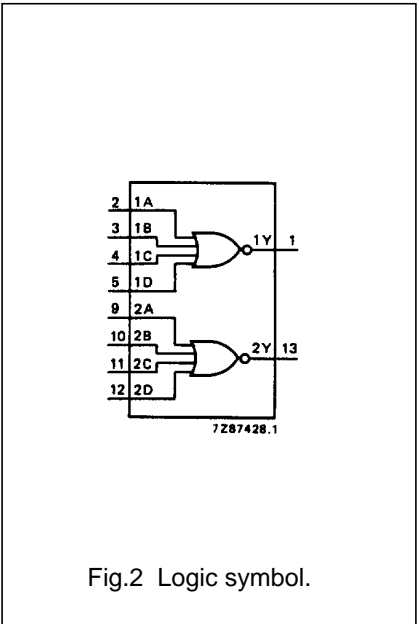 2 1A
3 1B
4 1C
5 1D
1Y 1
9 2A
10 2B
11 2C
12 2D
2Y 13
7Z87428.1
Fig.2 Logic symbol.